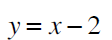 y = x − 2